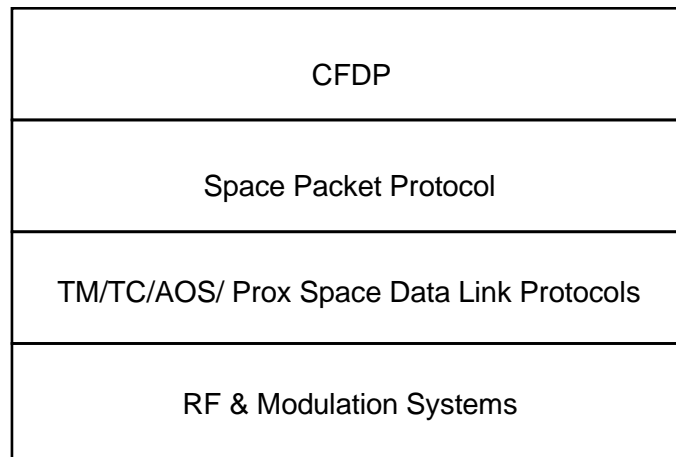 CFDP
Space Packet Protocol
TM/TC/AOS/ Prox Space Data Link Protocols
RF & Modulation Systems